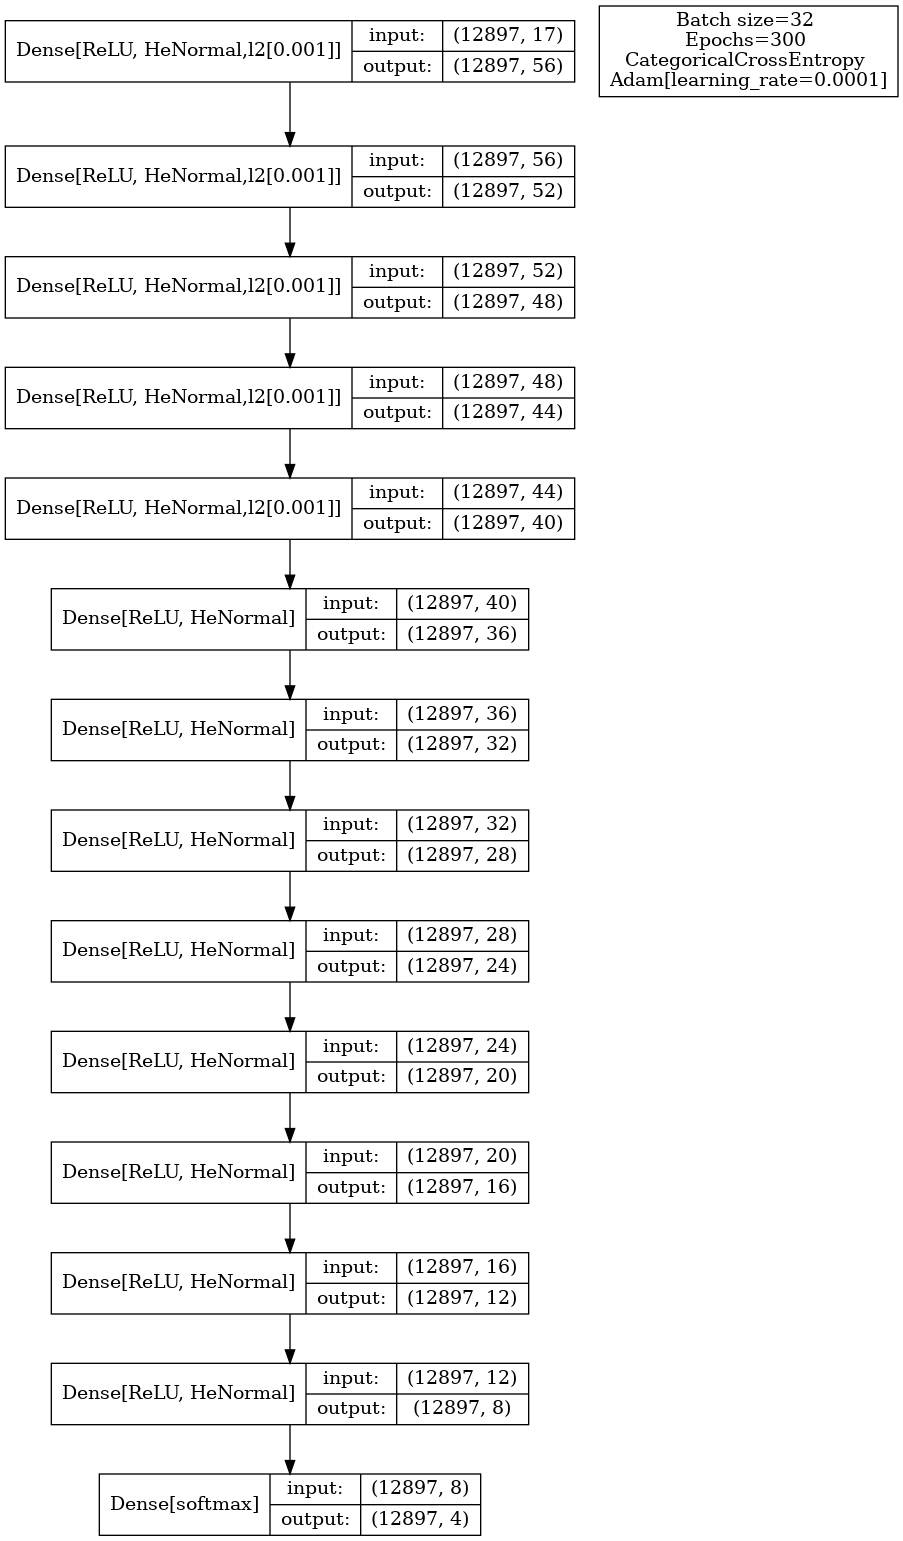 Dense[ReLU, HeNormal,l2[0.001]]
input: (12897, 17)
output: (12897, 56)
Batch size=32
Epochs=300
CategoricalCrossEntropy
Adam[learning_rate=0.0001]
Dense[ReLU, HeNormal,l2[0.001]]
input: (12897, 56)
output: (12897, 52)
Dense[ReLU, HeNormal,l2[0.001]]
input: (12897, 52)
output: (12897, 48)
Dense[ReLU, HeNormal,l2[0.001]]
input: (12897, 48)
output: (12897, 44)
Dense[ReLU, HeNormal,l2[0.001]]
input: (12897, 44)
output: (12897, 40)
Dense[ReLU, HeNormal]
input: (12897, 40)
output: (12897, 36)
Dense[ReLU, HeNormal]
input: (12897, 36)
output: (12897, 32)
Dense[ReLU, HeNormal]
input: (12897, 32)
output: (12897, 28)
Dense[ReLU, HeNormal]
input: (12897, 28)
output: (12897, 24)
Dense[ReLU, HeNormal]
input: (12897, 24)
output: (12897, 20)
Dense[ReLU, HeNormal]
input: (12897, 20)
output: (12897, 16)
Dense[ReLU, HeNormal]
input: (12897, 16)
output: (12897, 12)
Dense[ReLU, HeNormal]
input: (12897, 12)
output: (12897, 8)
Dense[softmax]
input: (12897, 8)
output: (12897, 4)